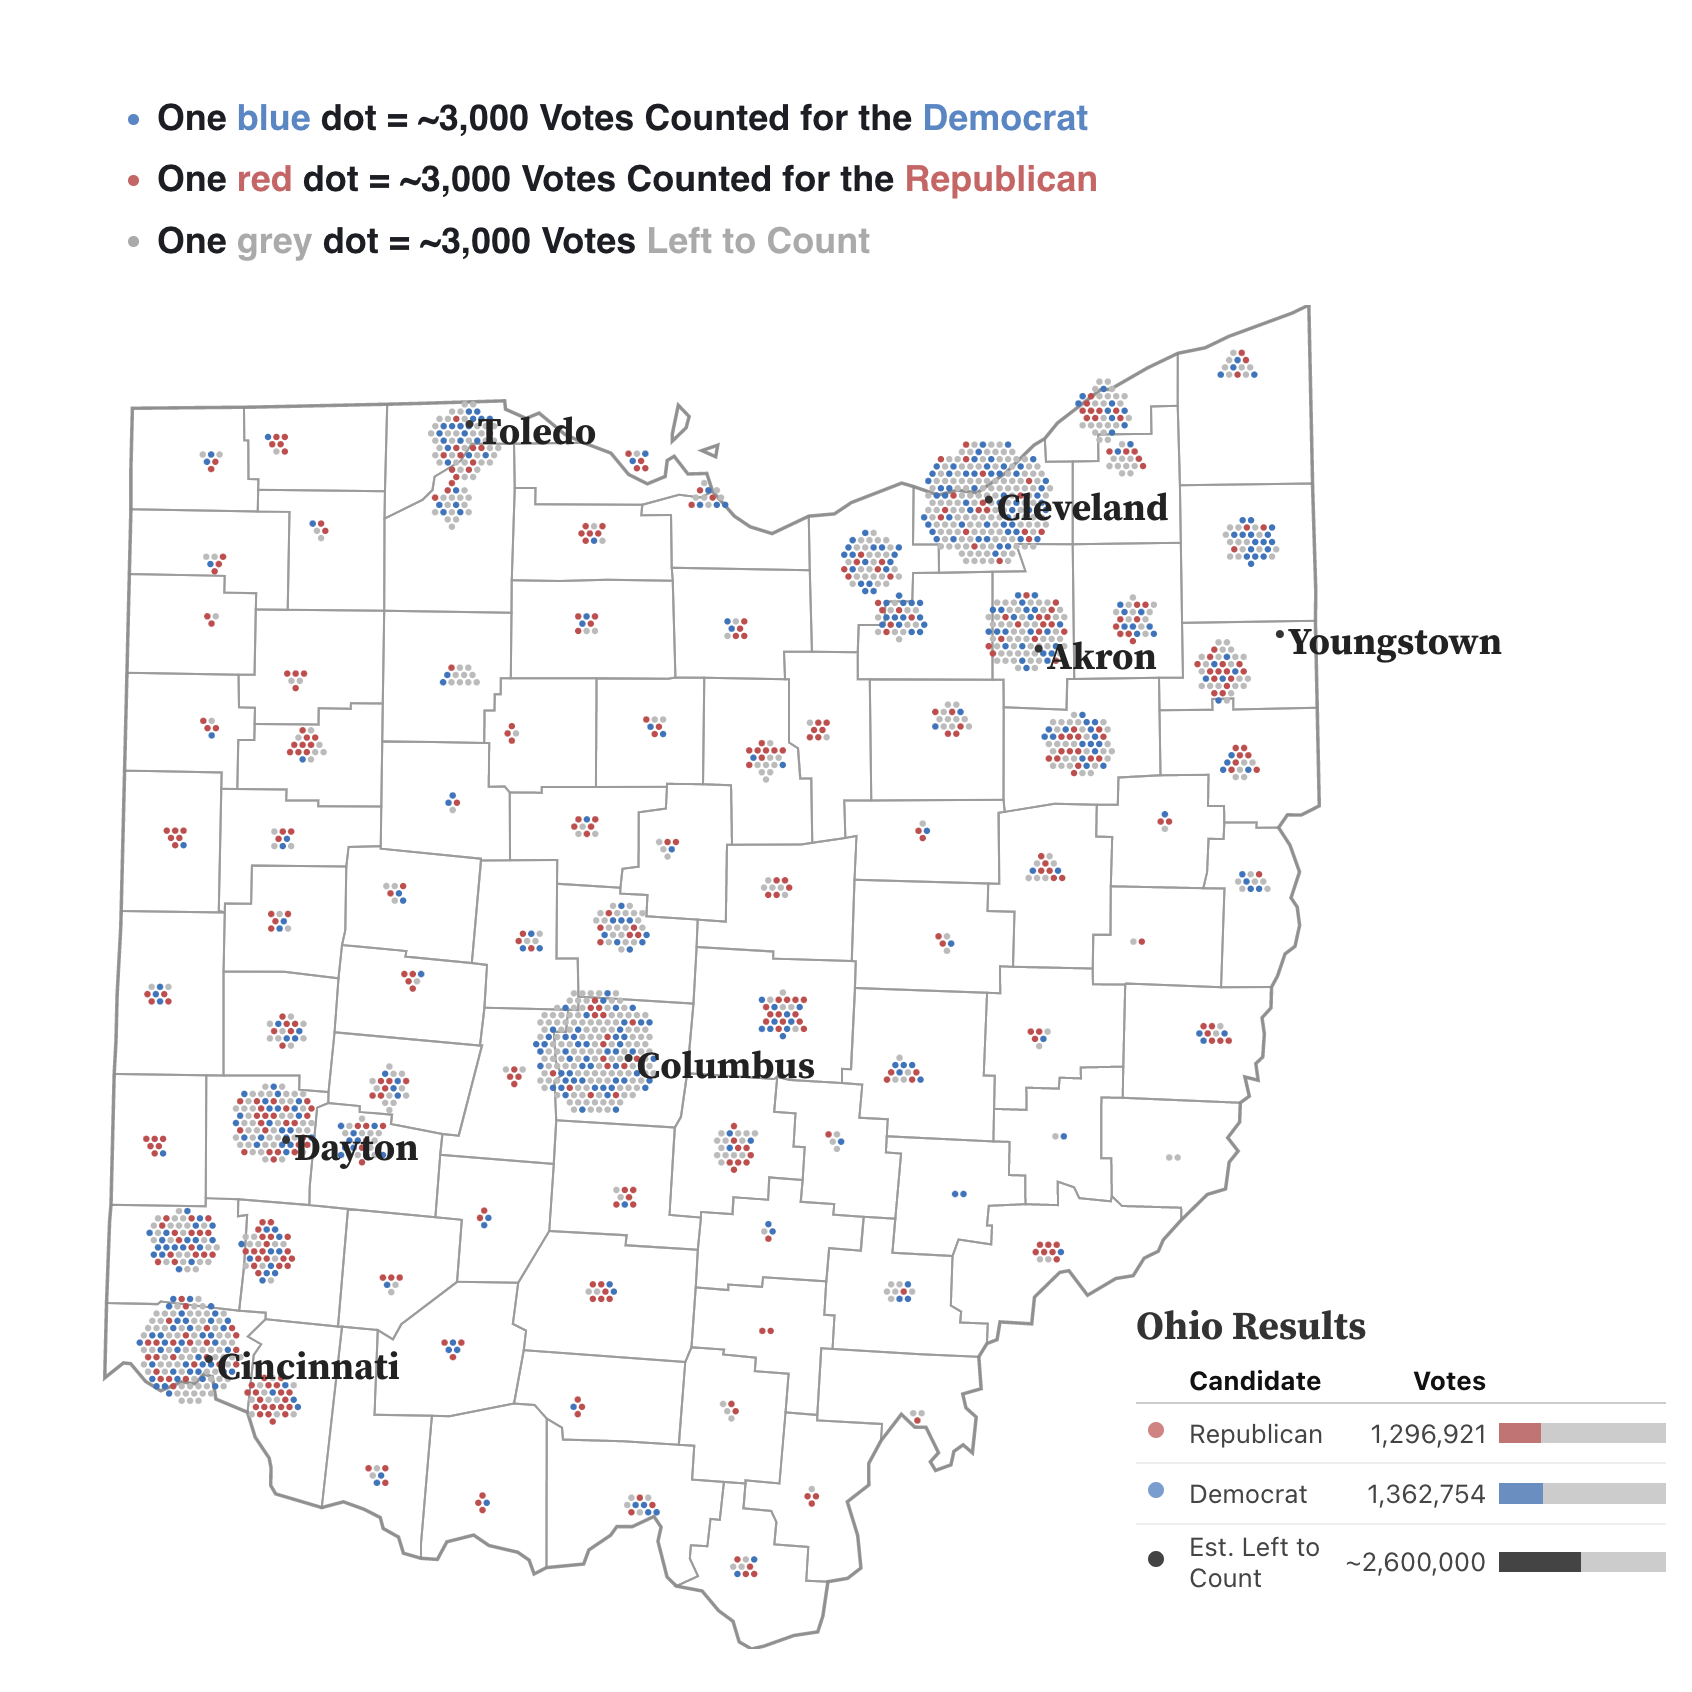 One blue dot = ~3,000 Votes Counted for the Democrat
One red dot = ~3,000 Votes Counted for the Republican
One grey dot = ~3,000 Votes Left to Count
Toledo
Cleveland
Akron
Youngstown
Columbus
Dayton
Cincinnati
Ohio Results
Candidate Votes
Republican 1,296,921
Democrat 1,362,754
Est. Left to
Count ~2,600,000